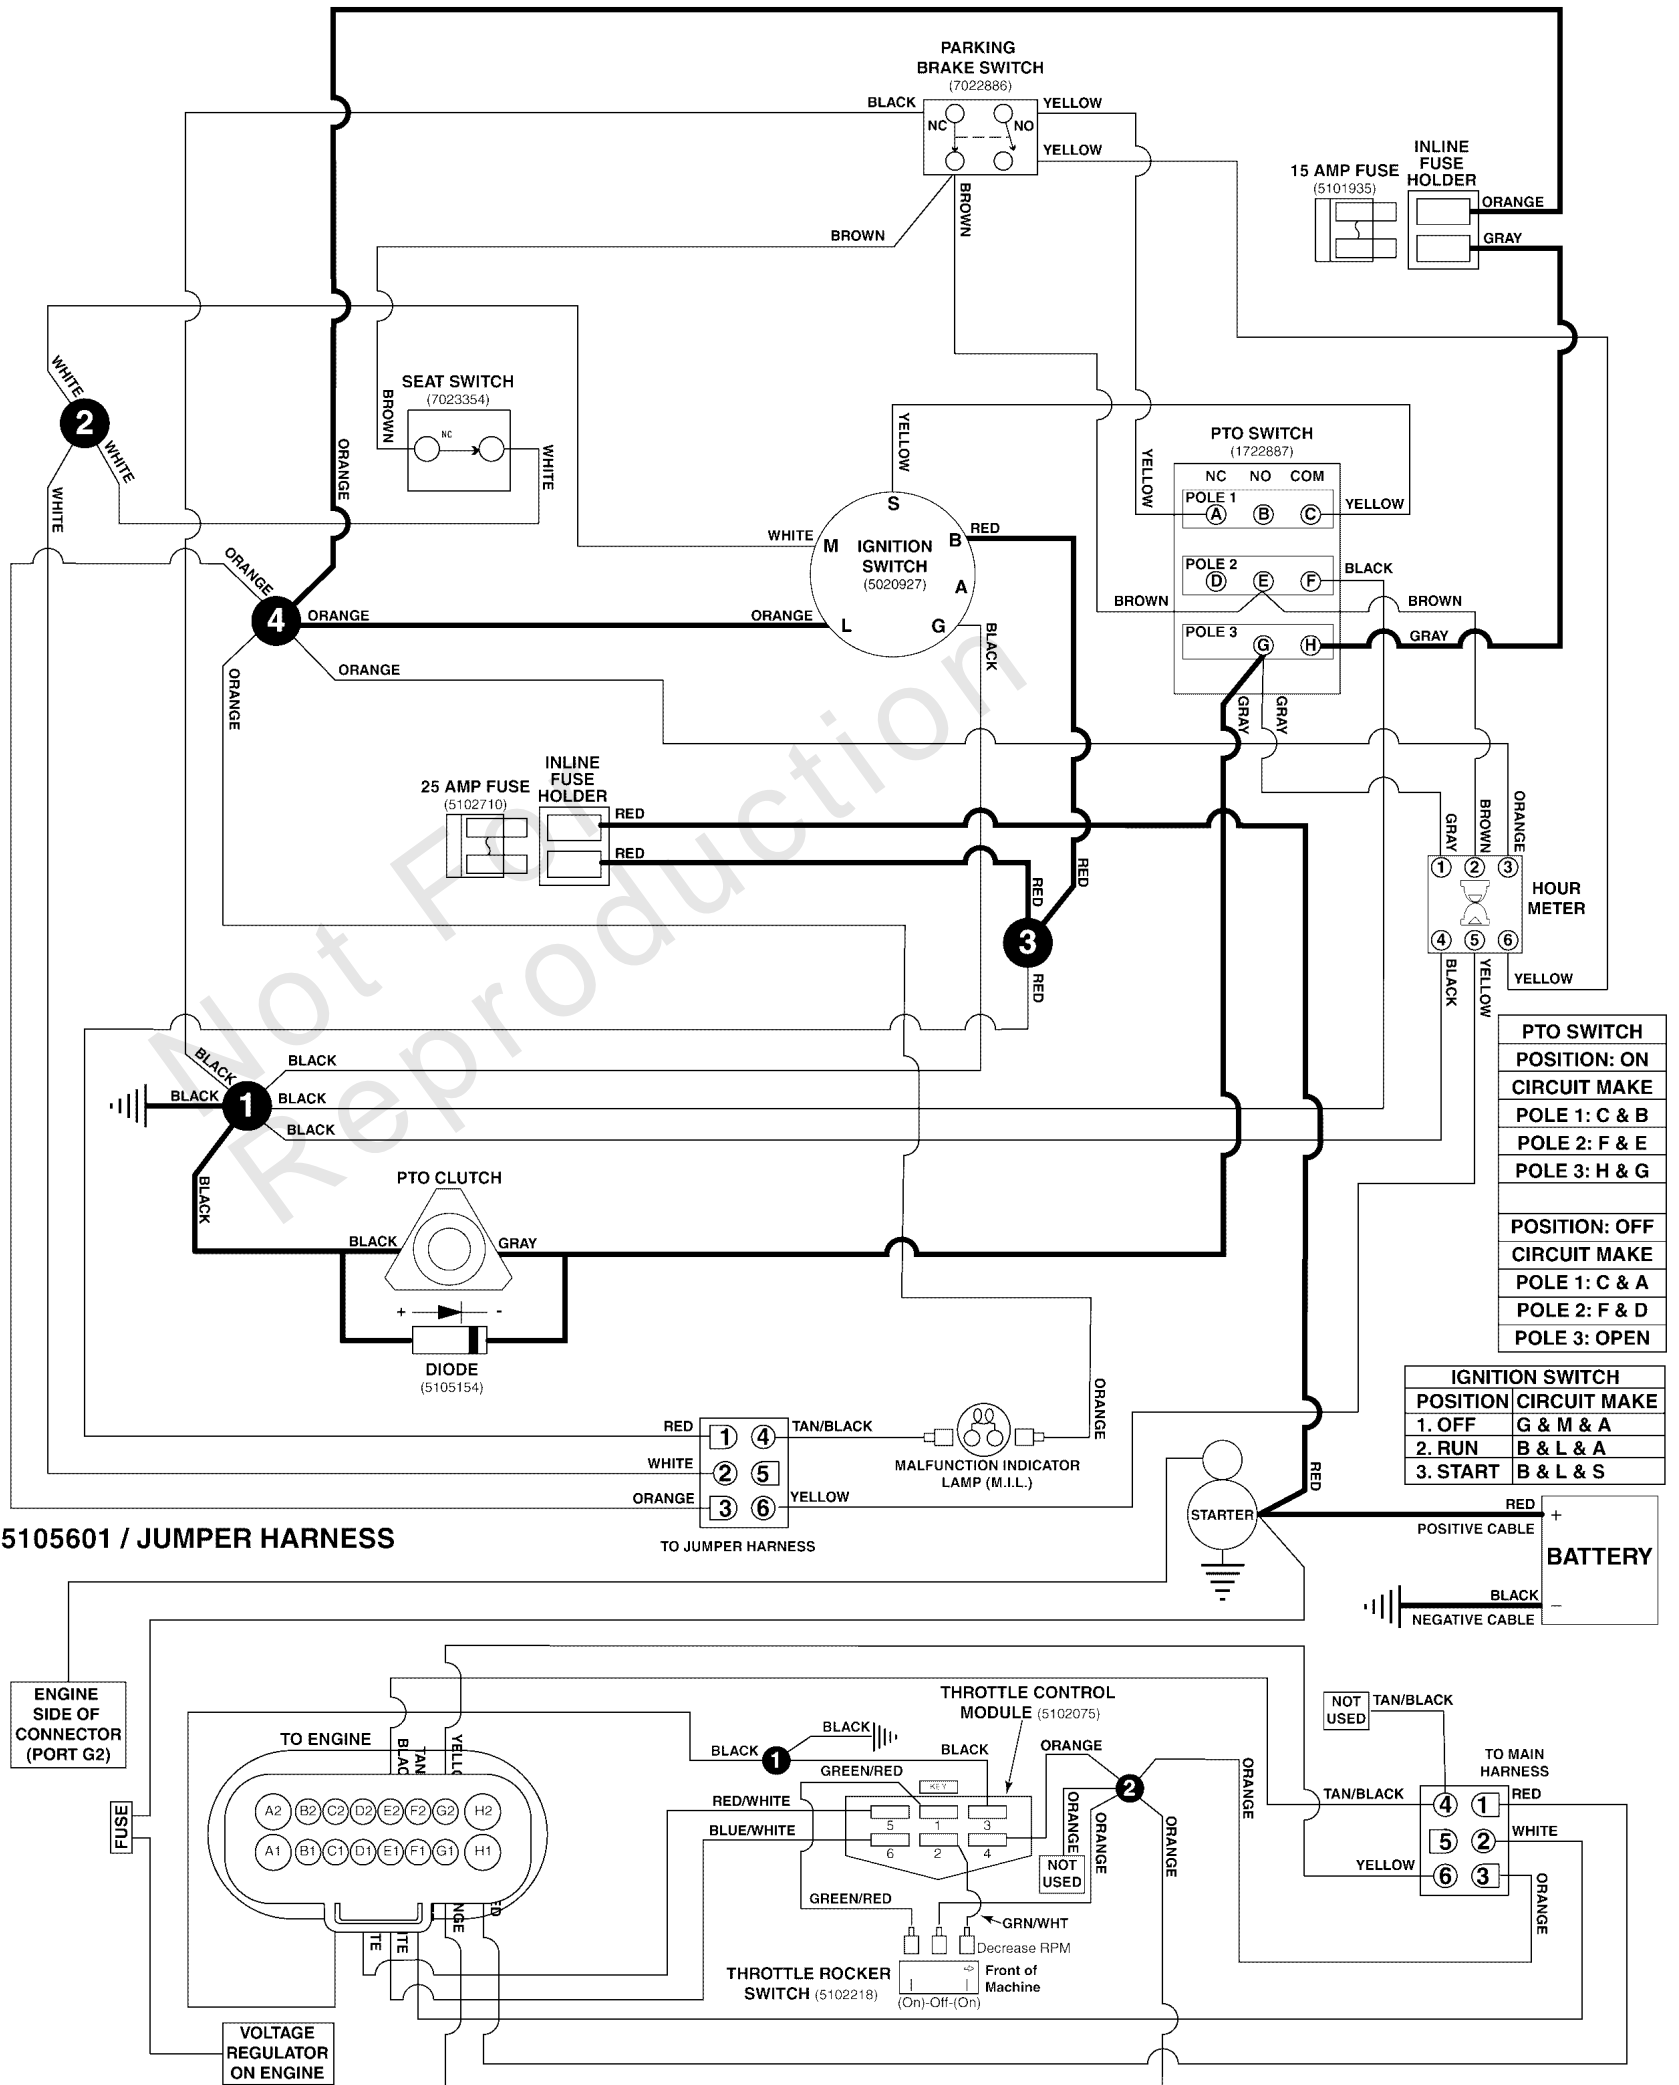 PARKING
BRAKE SWITCH
(7022886)
BLACK
YELLOW
NC
NO
YELLOW
BROWN
BROWN
15 AMP FUSE
(5101935)
INLINE
FUSE
HOLDER
ORANGE
GRAY
WHITE
2
WHITE
WHITE
SEAT SWITCH
(7023354)
BROWN
NC
WHITE
ORANGE
YELLOW
PTO SWITCH
(1722887)
NC NO COM
POLE 1
A B C
YELLOW
YELLOW
POLE 2
D E F
BLACK
BROWN
BROWN
POLE 3
G H
GRAY
GRAY
GRAY
S
WHITE
M
IGNITION
SWITCH
(5020927)
B
RED
A
L
G
BLACK
ORANGE
4
ORANGE
ORANGE
ORANGE
ORANGE
25 AMP FUSE
(5102710)
INLINE
FUSE
HOLDER
RED
RED
RED
RED
3
RED
GRAY
BROWN
ORANGE
1 2 3
HOUR
METER
4 5 6
BLACK
YELLOW
YELLOW
Not For
Reproduction
BLACK
BLACK
BLACK
1
BLACK
BLACK
BLACK
PTO CLUTCH
BLACK
GRAY
+ -
DIODE
(5105154)
PTO SWITCH
POSITION: ON
CIRCUIT MAKE
POLE 1: C & B
POLE 2: F & E
POLE 3: H & G
POSITION: OFF
CIRCUIT MAKE
POLE 1: C & A
POLE 2: F & D
POLE 3: OPEN
IGNITION SWITCH
POSITION CIRCUIT MAKE
1. OFF G & M & A
2. RUN B & L & A
3. START B & L & S
RED
1 4
TAN/BLACK
WHITE
2 5
ORANGE
3 6
YELLOW
TO JUMPER HARNESS
MALFUNCTION INDICATOR
LAMP (M.I.L.)
ORANGE
RED
STARTER
RED
POSITIVE CABLE
+
BATTERY
BLACK
NEGATIVE CABLE
–
5105601 / JUMPER HARNESS
ENGINE
SIDE OF
CONNECTOR
(PORT G2)
FUSE
VOLTAGE
REGULATOR
ON ENGINE
TO ENGINE
BLAC
TAN
YELLC
A2 B2 C2 D2 E2 F2 G2 H2
A1 B1 C1 D1 E1 F1 G1 H1
TE
ITE
NGE
ED
BLACK
1
BLACK
BLACK
THROTTLE CONTROL
MODULE (5102075)
GREEN/RED
KEY
RED/WHITE
5 1 3
BLUE/WHITE
6 2 4
ORANGE
2
ORANGE
NOT
USED
ORANGE
ORANGE
ORANGE
GREEN/RED
GRN/WHT
Decrease RPM
THROTTLE ROCKER
SWITCH (5102218)
Front of
Machine
(On)-Off-(On)
NOT
USED
TAN/BLACK
TO MAIN
HARNESS
TAN/BLACK
4 1
RED
5 2
WHITE
YELLOW
6 3
ORANGE